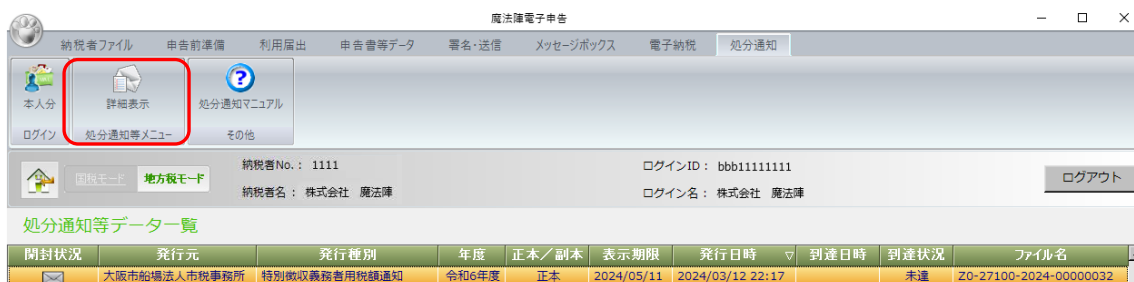 魔法陣電子申告
納税者ファイル 申告前準備 利用届出 申告書等データ 署名・送信 メッセージボックス 電子納税 処分通知
本人分 詳細表示 処分通知マニュアル
ログイン 処分通知等メニュー その他
国税モード 地方税モード
納税者No.： 1111 ログインID： bbb11111111
納税者名： 株式会社 魔法陣 ログイン名： 株式会社 魔法陣
ログアウト
処分通知等データ一覧
開封状況 発行元 発行種別 年度 正本／副本 表示期限 発行日時 ▽ 到達日時 到達状況 ファイル名
大阪市船場法人市税事務所 特別徴収義務者用税額通知 令和6年度 正本 2024/05/11 2024/03/12 22:17 未達 Z0-27100-2024-00000032